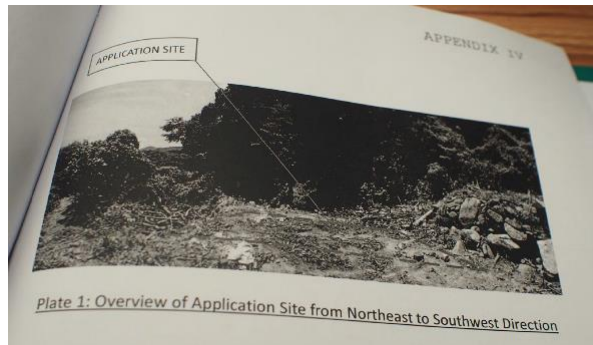 APPENDIX IV
APPLICATION SITE
Plate 1: Overview of Application Site from Northeast to Southwest Direction